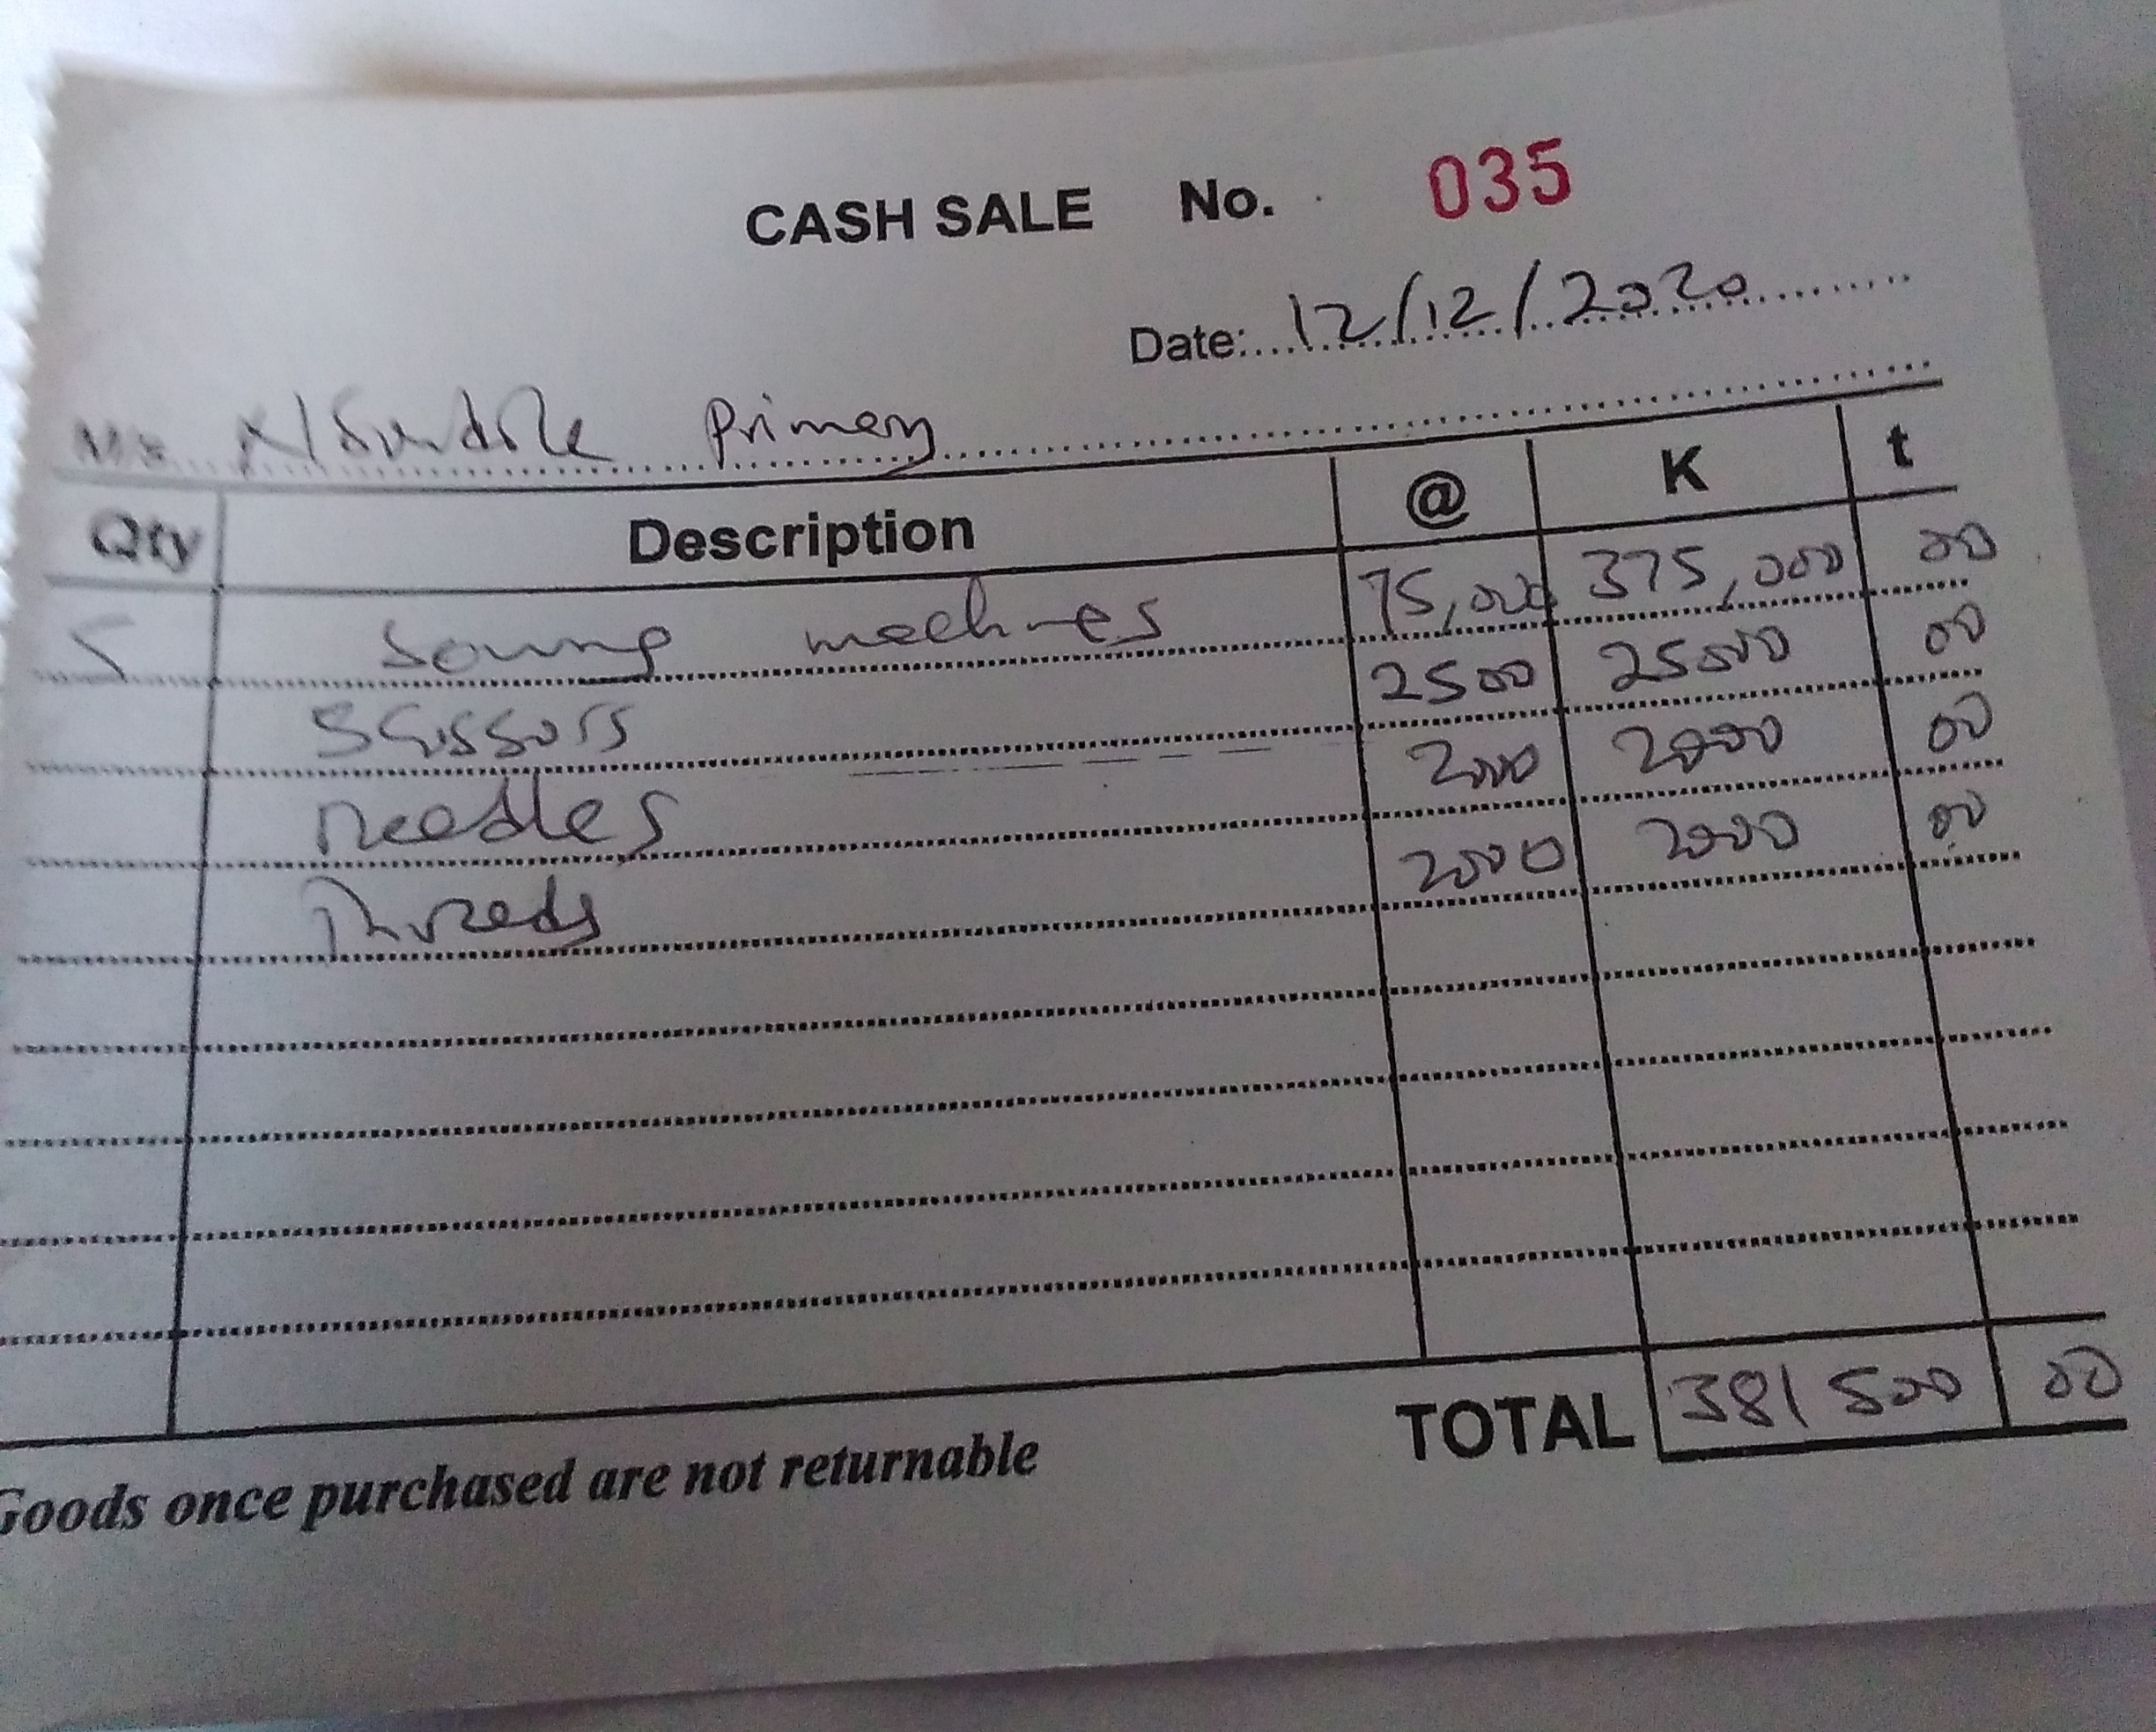 CASH SALE No. 035
Date: 12/12/2020
Primary
Qty Description @ K t
5 Sowing machines 75,000 375,000 00
Scissors 2500 25000 00
Needles 2000 2000 00
Threads 2000 2000 00
TOTAL 381 500 00
Goods once purchased are not returnable